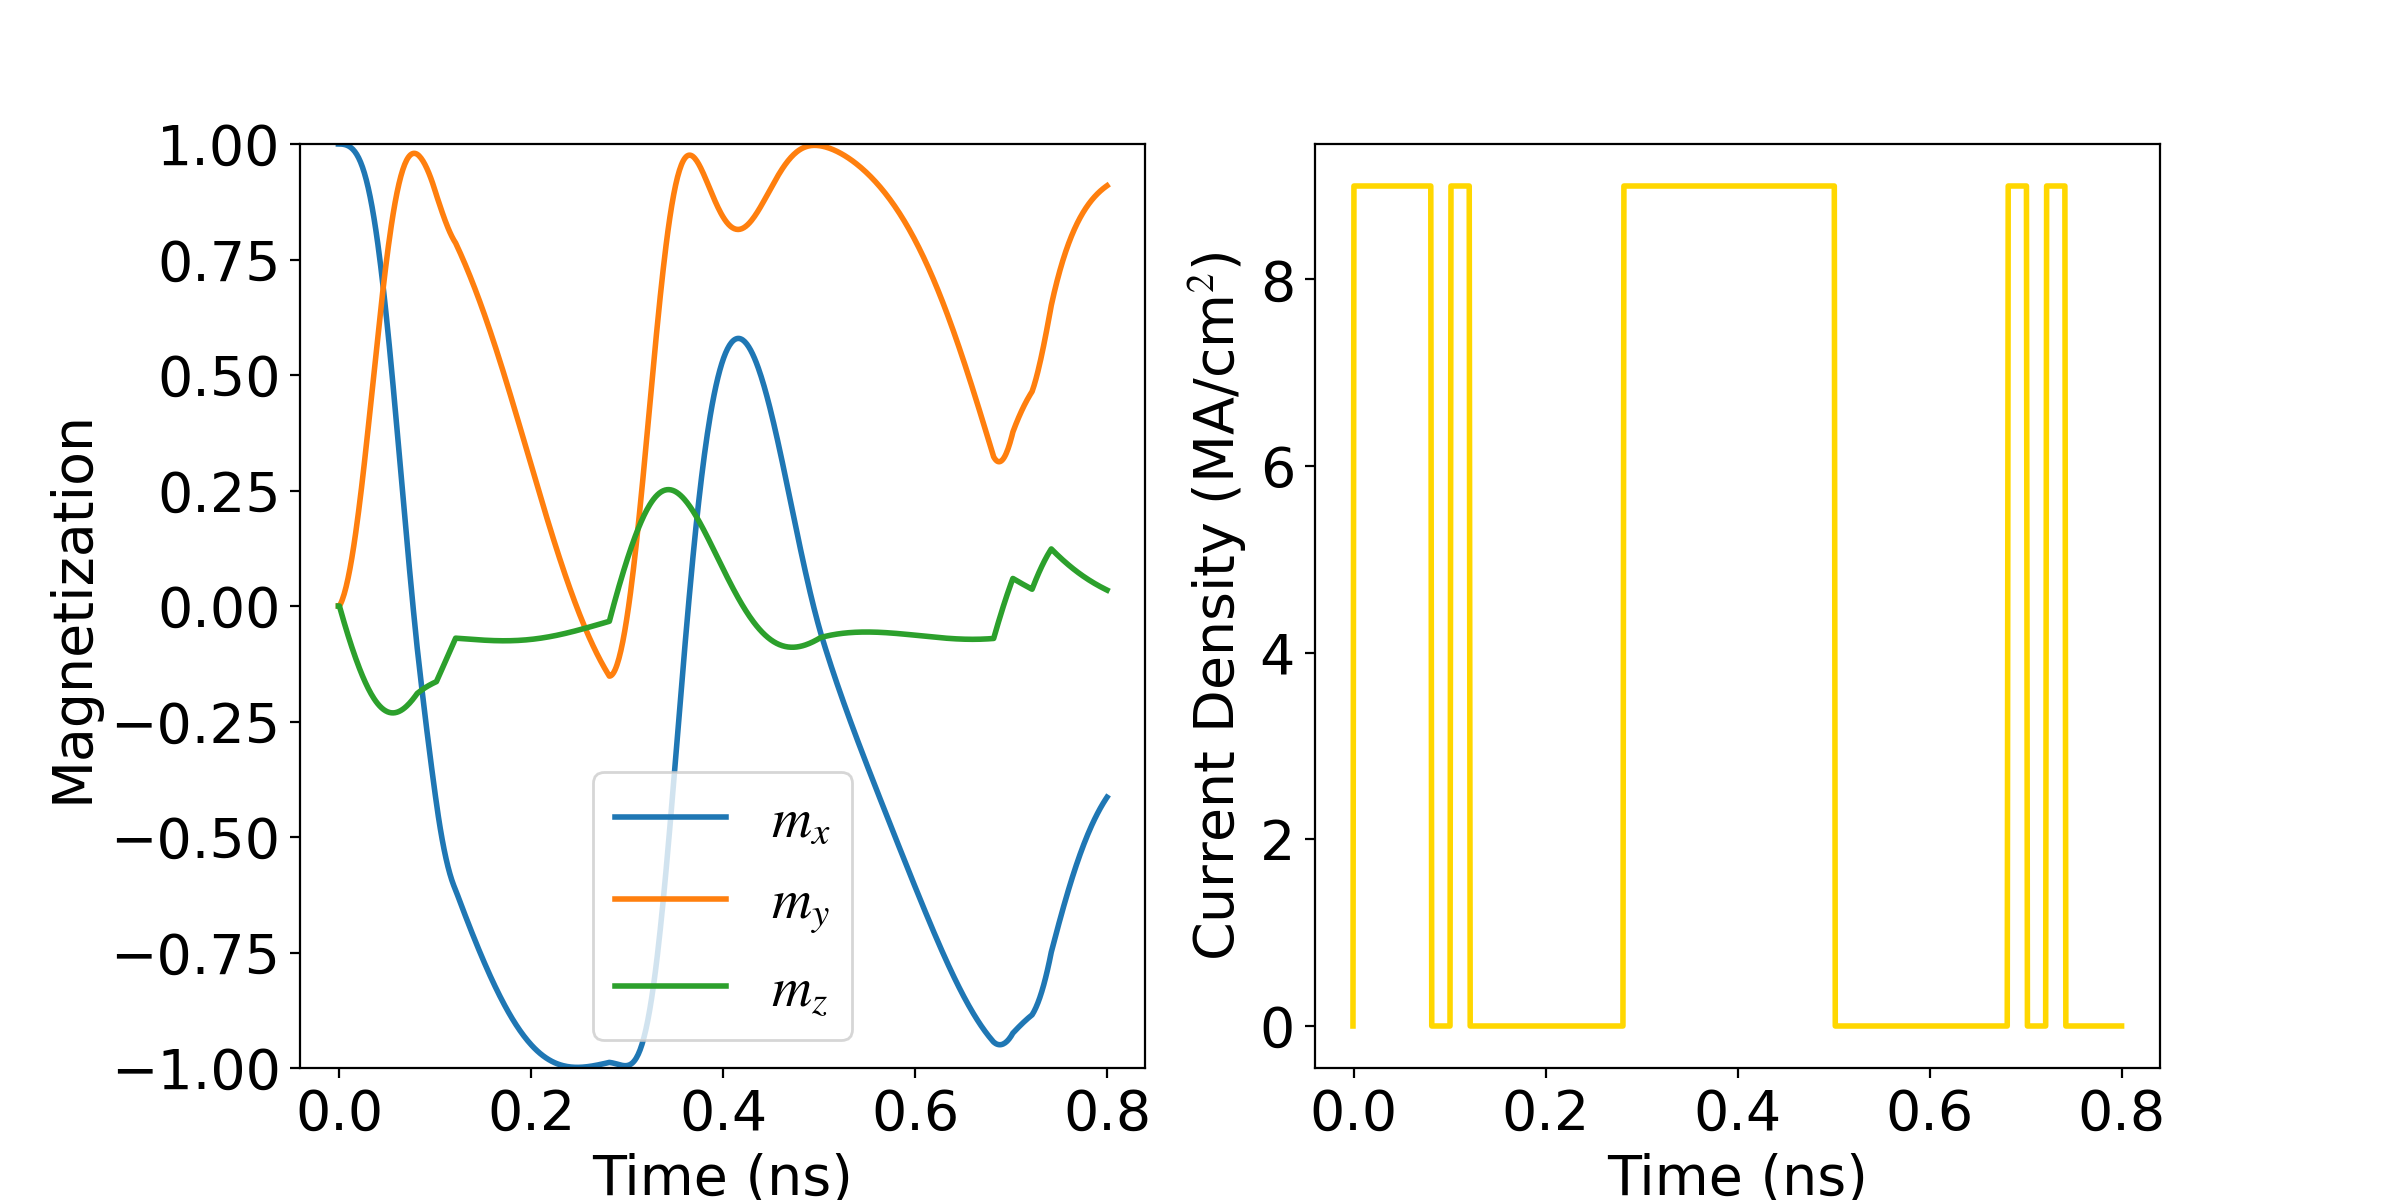 Magnetization
1.00
0.75
0.50
0.25
0.00
−0.25
−0.50
−0.75
−1.00
0.0 0.2 0.4 0.6 0.8
Time (ns)
m_x
m_y
m_z
Current Density (MA/cm²)
8
6
4
2
0
0.0 0.2 0.4 0.6 0.8
Time (ns)